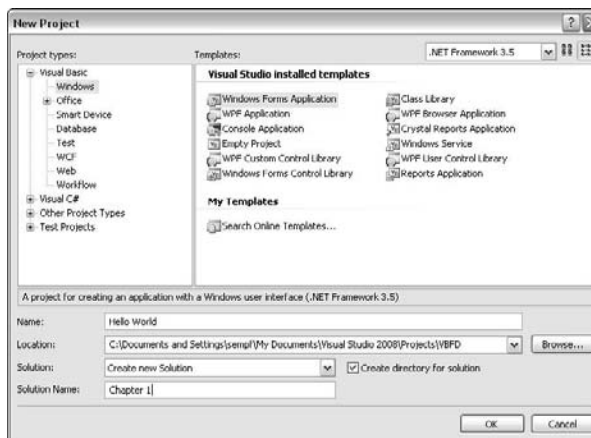 New Project
Project types:
Templates:
.NET Framework 3.5
Visual Basic
Windows
Office
Smart Device
Database
Test
WCF
Web
Workflow
Visual C#
Other Project Types
Test Projects
Visual Studio installed templates
Windows Forms Application
WPF Application
Console Application
Empty Project
WPF Custom Control Library
Windows Forms Control Library
Class Library
WPF Browser Application
Crystal Reports Application
Windows Service
WPF User Control Library
Reports Application
My Templates
Search Online Templates...
A project for creating an application with a Windows user interface (.NET Framework 3.5)
Name: Hello World
Location: C:\Documents and Settings\sempf\My Documents\Visual Studio 2008\Projects\VBFD Browse...
Solution: Create new Solution Create directory for solution
Solution Name: Chapter 1
OK Cancel